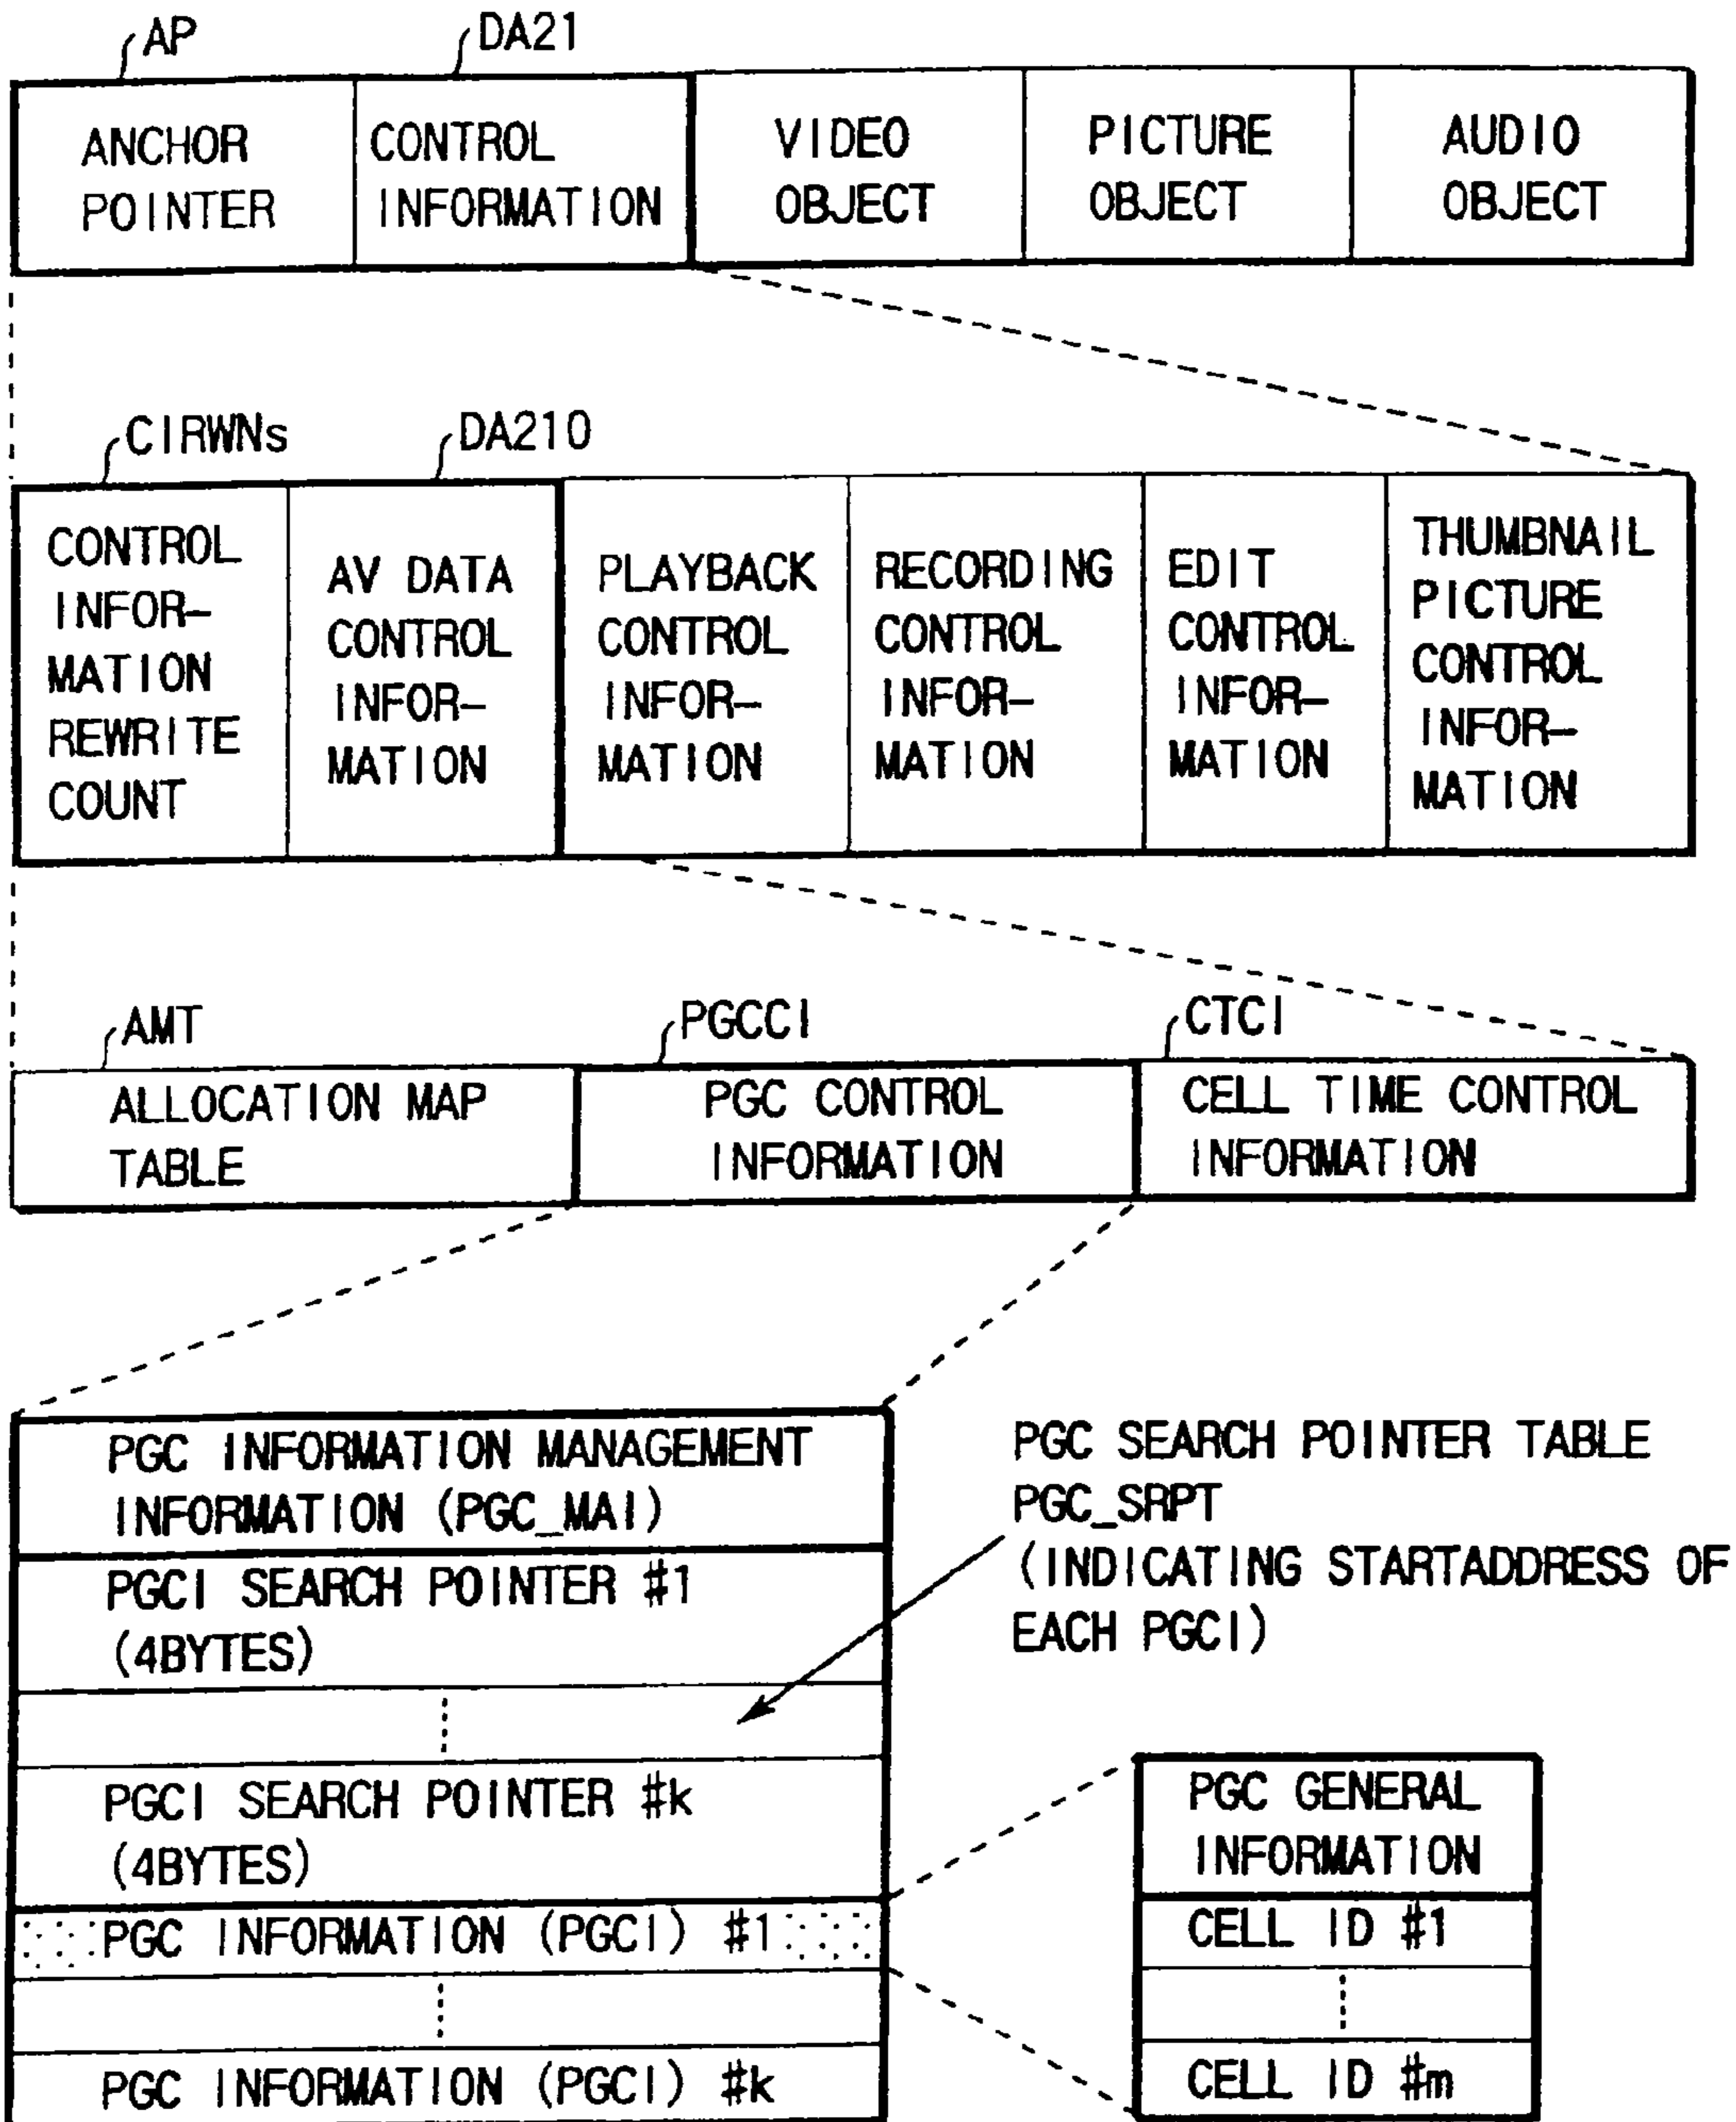 AP
DA21
ANCHOR
POINTER
CONTROL
INFORMATION
VIDEO
OBJECT
PICTURE
OBJECT
AUDIO
OBJECT
CIRWNs
DA210
CONTROL
INFOR-
MATION
REWRITE
COUNT
AV DATA
CONTROL
INFOR-
MATION
PLAYBACK
CONTROL
INFOR-
MATION
RECORDING
CONTROL
INFOR-
MATION
EDIT
CONTROL
INFOR-
MATION
THUMBNAIL
PICTURE
CONTROL
INFOR-
MATION
AMT
PGCCI
CTCI
ALLOCATION MAP
TABLE
PGC CONTROL
INFORMATION
CELL TIME CONTROL
INFORMATION
PGC INFORMATION MANAGEMENT
INFORMATION (PGC_MAI)
PGCI SEARCH POINTER #1
(4BYTES)
PGCI SEARCH POINTER #k
(4BYTES)
PGC INFORMATION (PGCI) #1
PGC INFORMATION (PGCI) #k
PGC SEARCH POINTER TABLE
PGC_SRPT
(INDICATING STARTADDRESS OF
EACH PGCI)
PGC GENERAL
INFORMATION
CELL ID #1
CELL ID #m